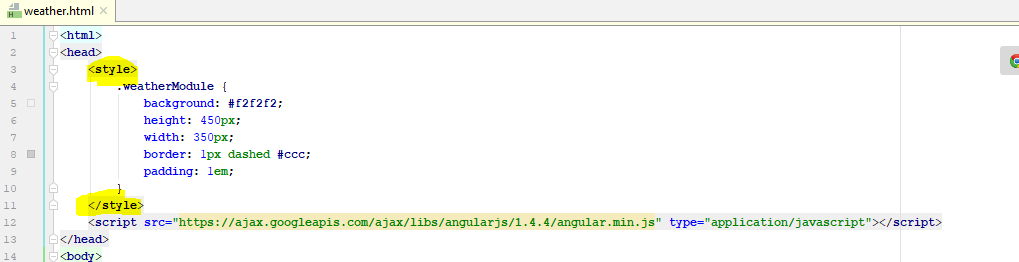 weather.html
1 <html>
2 <head>
3 <style>
4 .weatherModule {
5 background: #f2f2f2;
6 height: 450px;
7 width: 350px;
8 border: 1px dashed #ccc;
9 padding: 1em;
10 }
11 </style>
12 <script src="https://ajax.googleapis.com/ajax/libs/angularjs/1.4.4/angular.min.js" type="application/javascript"></script>
13 </head>
14 <body>